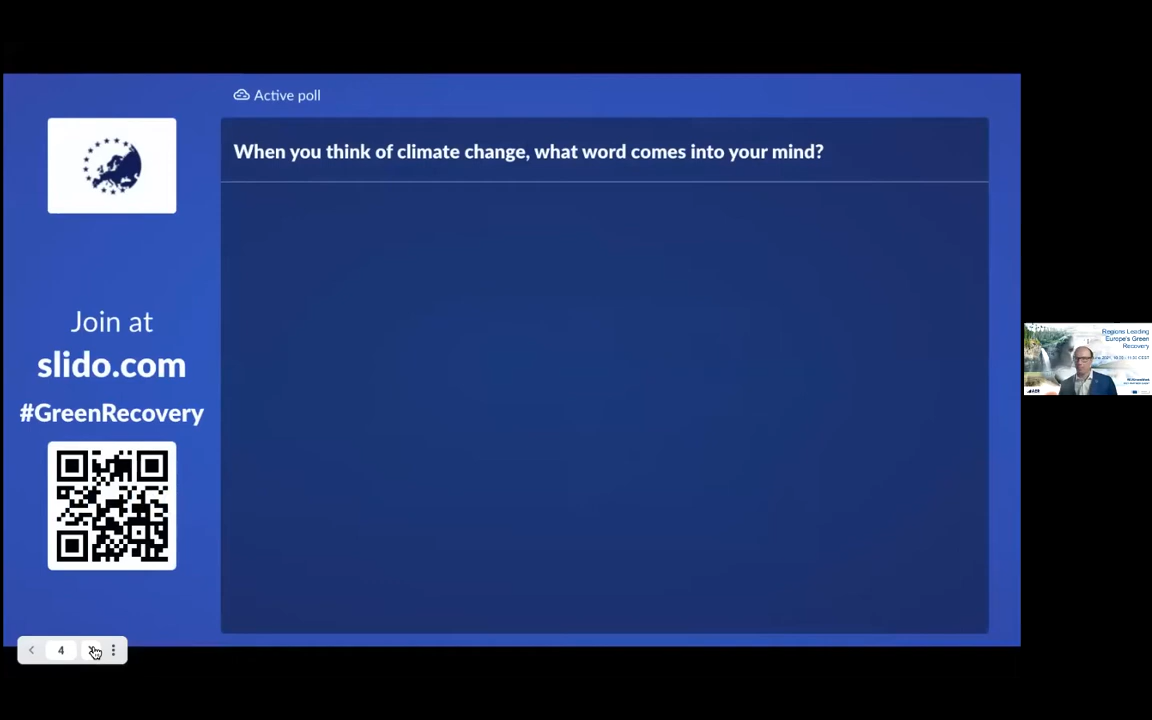 Active poll
When you think of climate change, what word comes into your mind?
Join at
slido.com
#GreenRecovery
4
Regions Leading
Europe's Green
Recovery